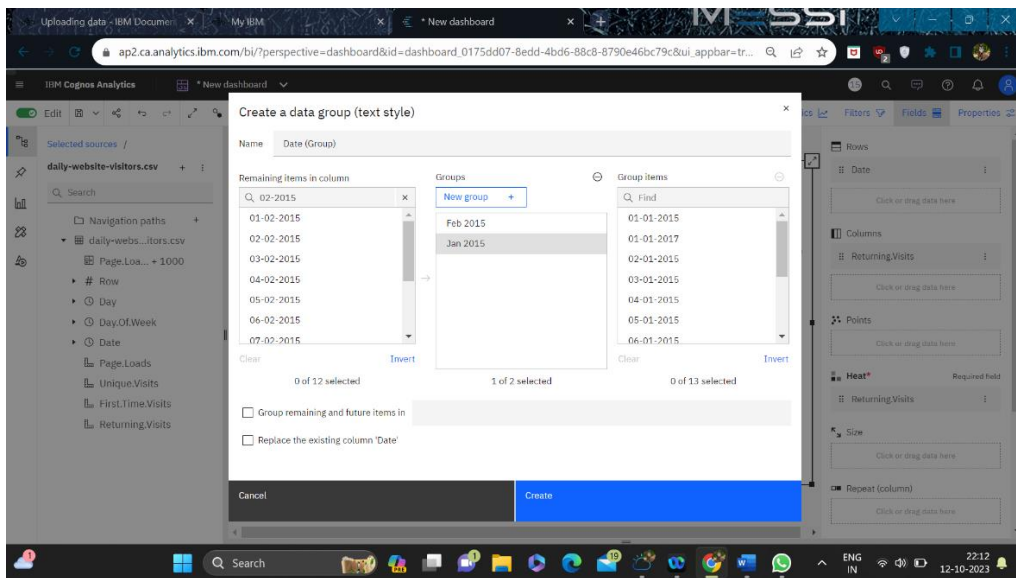 Uploading data - IBM Documen
My IBM
* New dashboard
MESSI
ap2.ca.analytics.ibm.com/bi/?perspective=dashboard&id=dashboard_0175dd07-8edd-4bd6-88c8-8790e46bc79c&ui_appbar=tr...
IBM Cognos Analytics
* New dashboard
Edit
Filters
Fields
Properties
Selected sources /
daily-website-visitors.csv
Search
Navigation paths
daily-webs...itors.csv
Page.Loa... + 1000
# Row
Day
Day.Of.Week
Date
Page.Loads
Unique.Visits
First.Time.Visits
Returning.Visits
Create a data group (text style)
Name
Date (Group)
Remaining items in column
02-2015
01-02-2015
02-02-2015
03-02-2015
04-02-2015
05-02-2015
06-02-2015
07-02-2015
Clear
Invert
0 of 12 selected
Groups
New group +
Feb 2015
Jan 2015
1 of 2 selected
Group items
Find
01-01-2015
01-01-2017
02-01-2015
03-01-2015
04-01-2015
05-01-2015
06-01-2015
Clear
Invert
0 of 13 selected
Group remaining and future items in
Replace the existing column 'Date'
Cancel
Create
Rows
Date
Click or drag data here
Columns
Returning.Visits
Click or drag data here
Points
Click or drag data here
Heat*
Required field
Returning.Visits
Size
Click or drag data here
Repeat (column)
Click or drag data here
1
Search
1
19
ENG
IN
22:12
12-10-2023